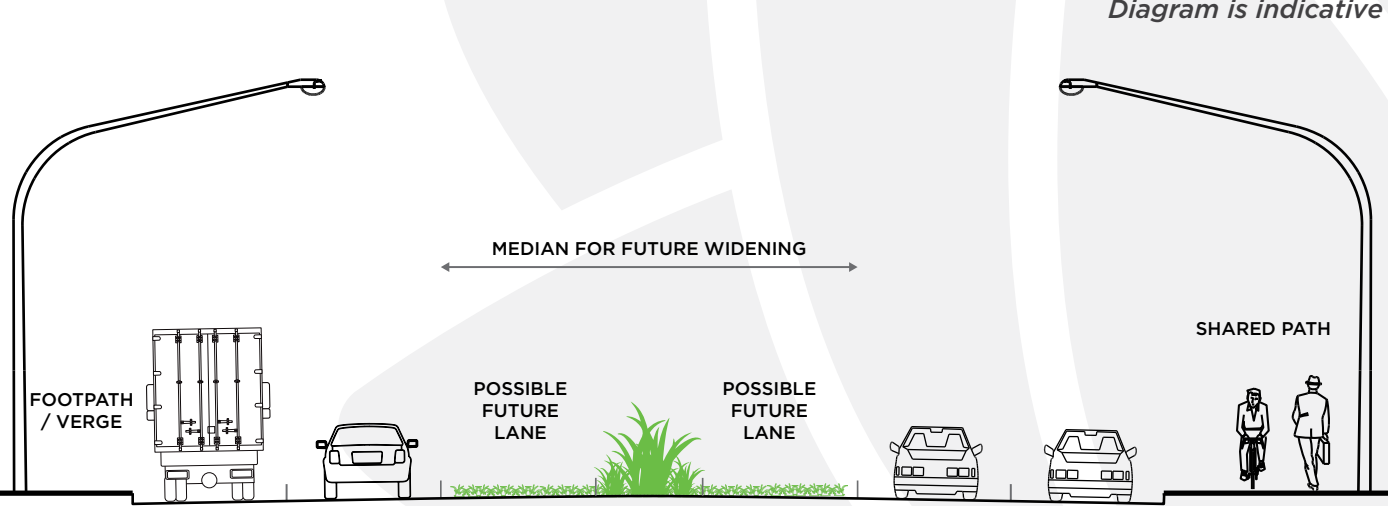 Diagram is indicative
MEDIAN FOR FUTURE WIDENING
SHARED PATH
FOOTPATH
/ VERGE
POSSIBLE
FUTURE
LANE
POSSIBLE
FUTURE
LANE